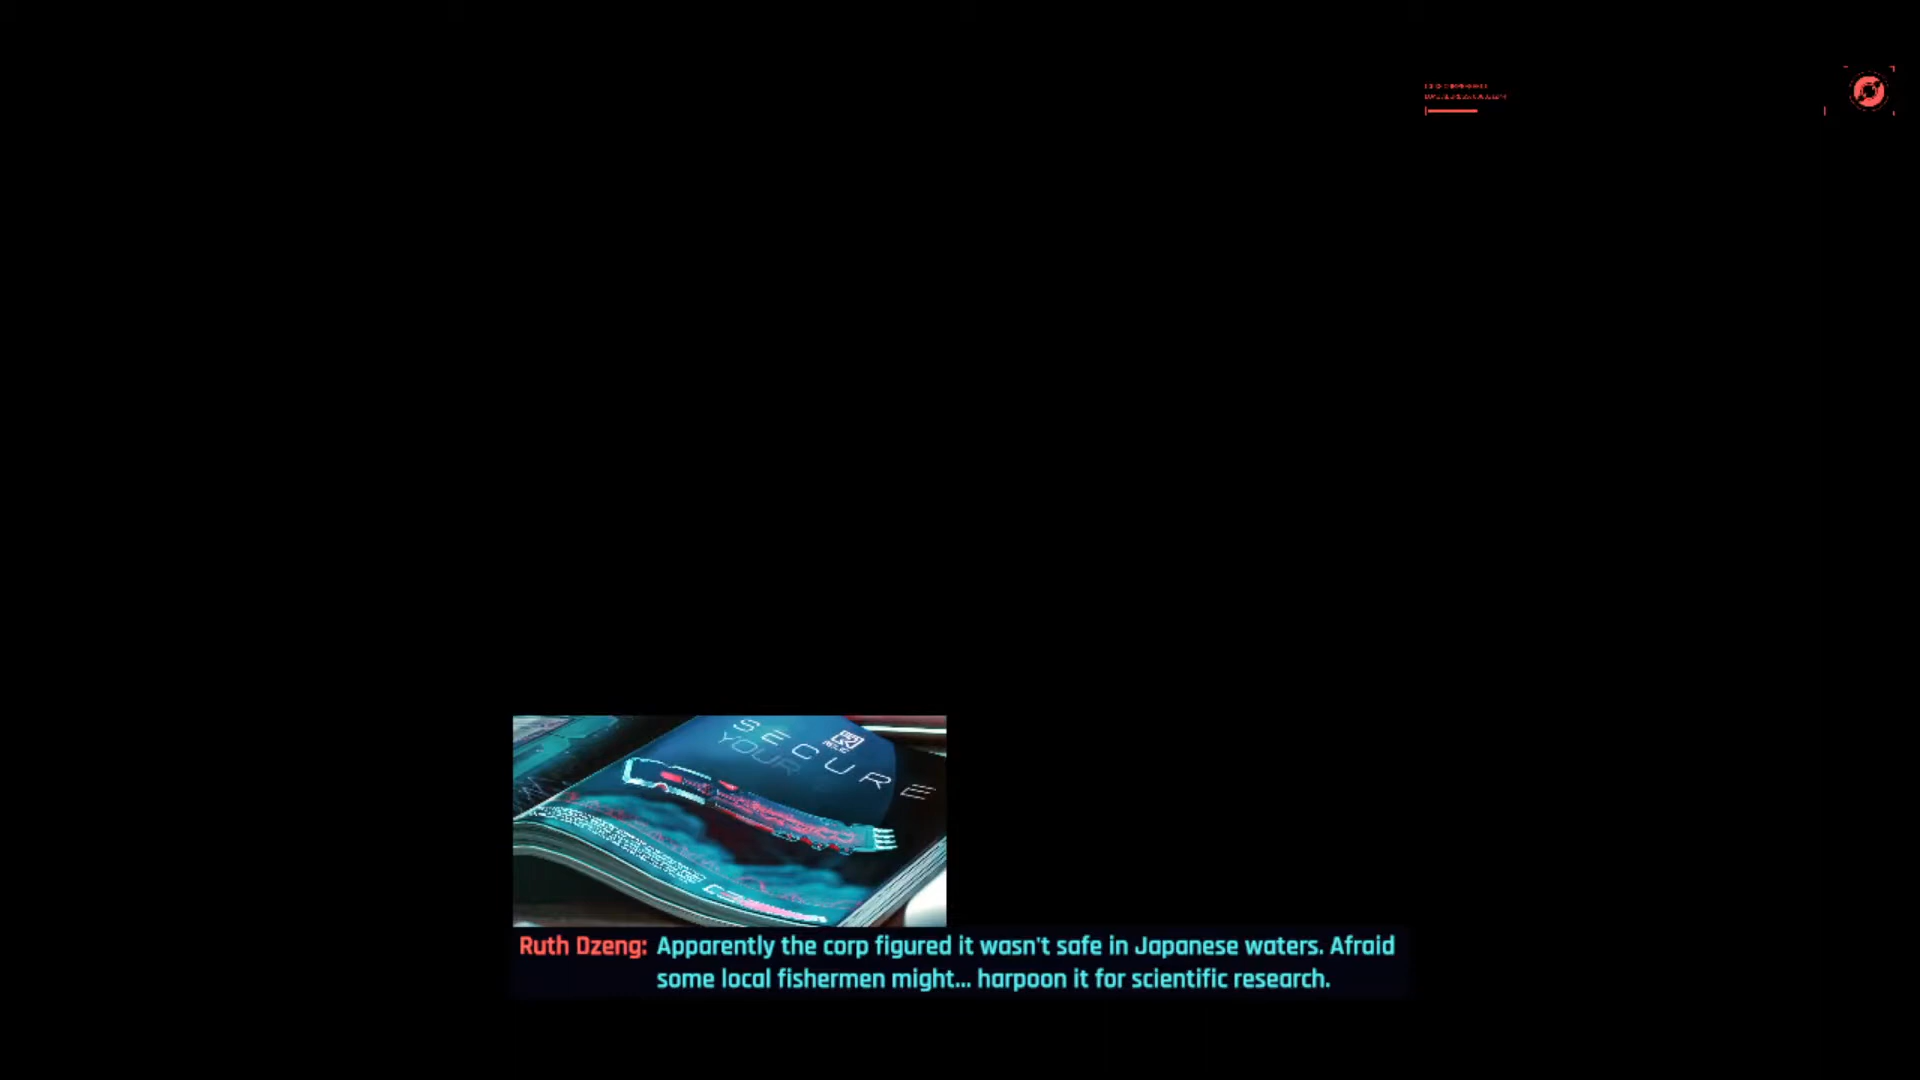 SECURE
YOUR
RELIC
Ruth Dzeng: Apparently the corp figured it wasn't safe in Japanese waters. Afraid
some local fishermen might... harpoon it for scientific research.